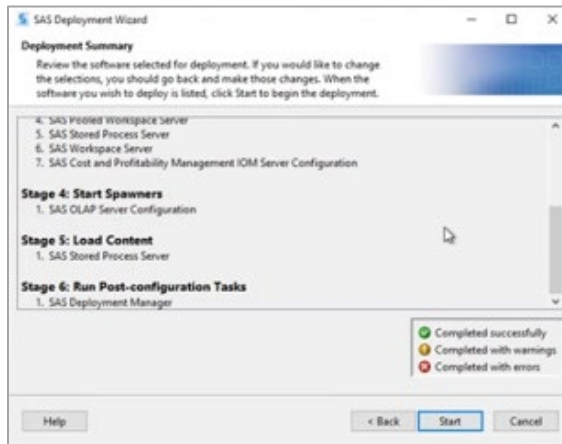 SAS Deployment Wizard
Deployment Summary
Review the software selected for deployment. If you would like to change
the selections, you should go back and make those changes. When the
software you wish to deploy is listed, click Start to begin the deployment.
4. SAS Pooled Workspace Server
5. SAS Stored Process Server
6. SAS Workspace Server
7. SAS Cost and Profitability Management IOM Server Configuration
Stage 4: Start Spawners
1. SAS OLAP Server Configuration
Stage 5: Load Content
1. SAS Stored Process Server
Stage 6: Run Post-configuration Tasks
1. SAS Deployment Manager
Completed successfully
Completed with warnings
Completed with errors
Help
< Back
Start
Cancel